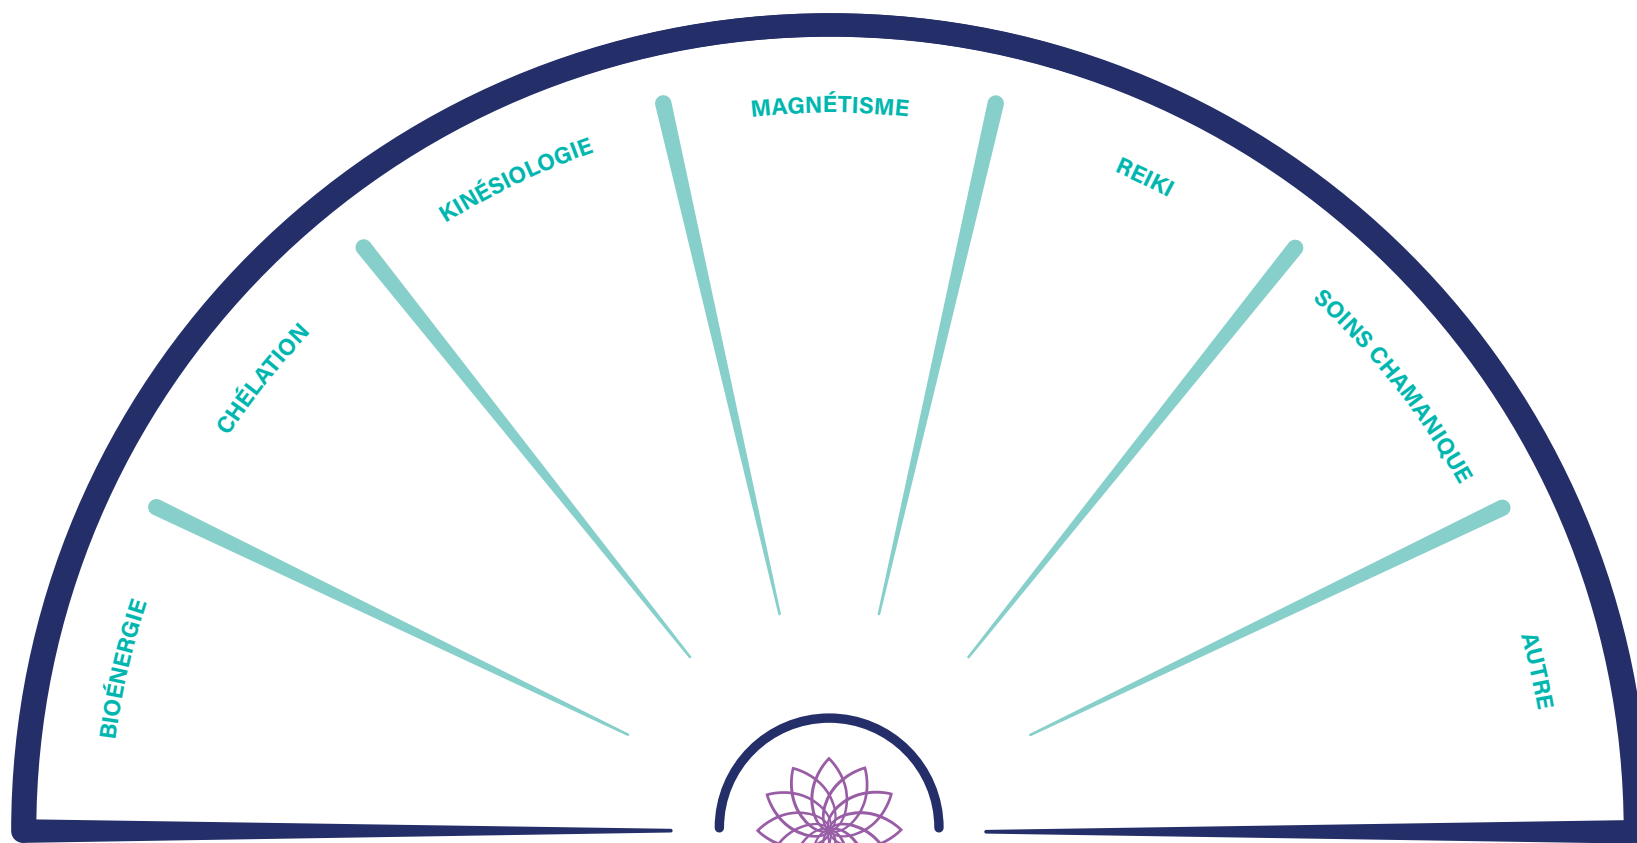 BIOÉNERGIE
CHÉLATION
KINÉSIOLOGIE
MAGNÉTISME
REIKI
SOINS CHAMANIQUE
AUTRE